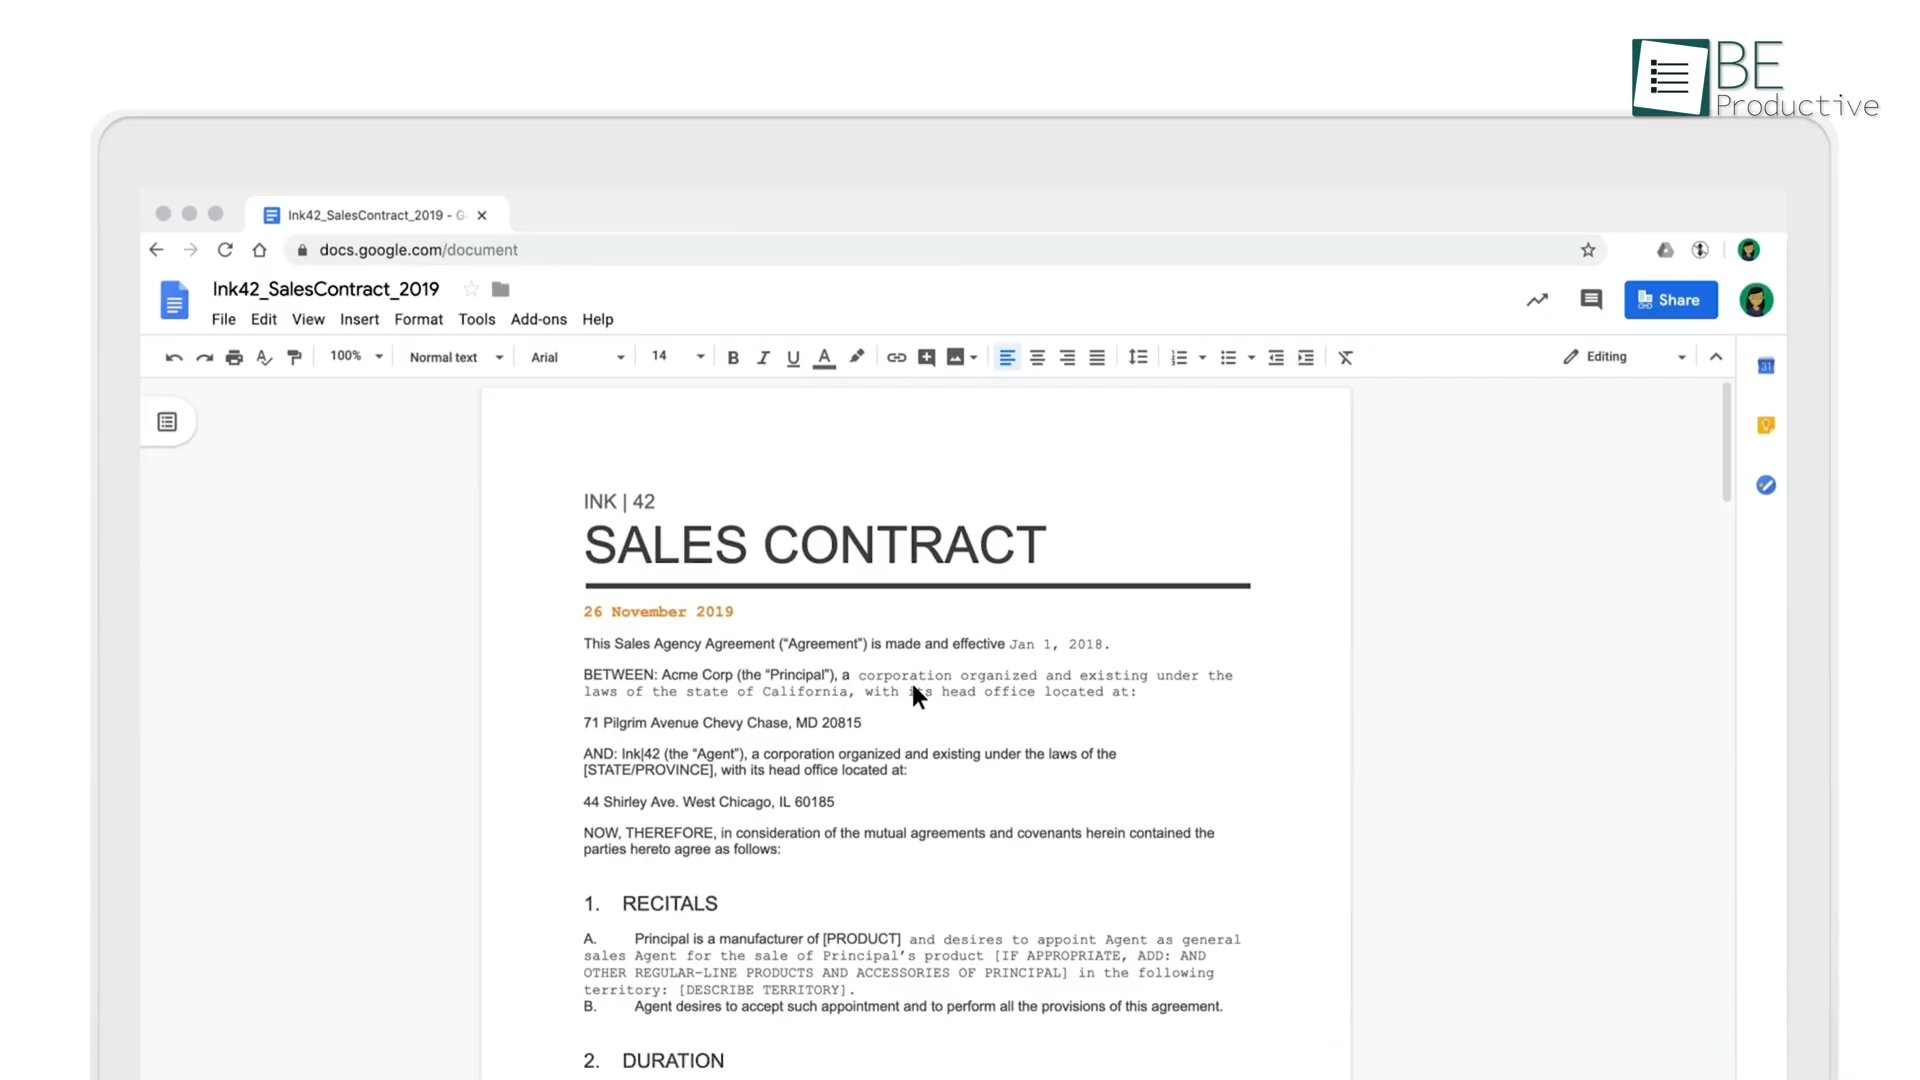 BE
Productive
Ink42_SalesContract_2019 - G
docs.google.com/document
Ink42_SalesContract_2019
File Edit View Insert Format Tools Add-ons Help
Share
100% Normal text Arial 14 B I U A Editing
31
INK | 42
SALES CONTRACT
26 November 2019
This Sales Agency Agreement (“Agreement”) is made and effective Jan 1, 2018.
BETWEEN: Acme Corp (the “Principal”), a corporation organized and existing under the
laws of the state of California, with its head office located at:
71 Pilgrim Avenue Chevy Chase, MD 20815
AND: Ink|42 (the “Agent”), a corporation organized and existing under the laws of the
[STATE/PROVINCE], with its head office located at:
44 Shirley Ave. West Chicago, IL 60185
NOW, THEREFORE, in consideration of the mutual agreements and covenants herein contained the
parties hereto agree as follows:
1. RECITALS
A. Principal is a manufacturer of [PRODUCT] and desires to appoint Agent as general
sales Agent for the sale of Principal’s product [IF APPROPRIATE, ADD: AND
OTHER REGULAR-LINE PRODUCTS AND ACCESSORIES OF PRINCIPAL] in the following
territory: [DESCRIBE TERRITORY].
B. Agent desires to accept such appointment and to perform all the provisions of this agreement.
2. DURATION